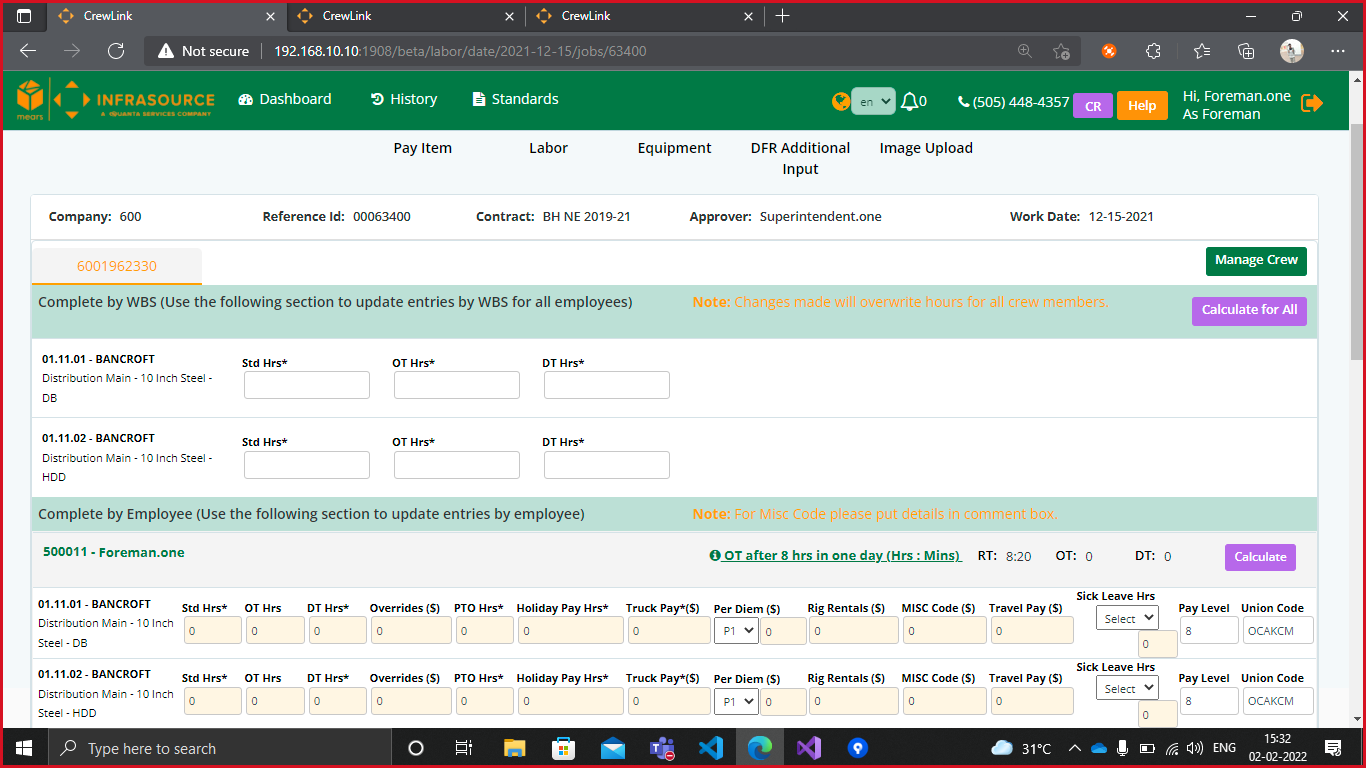 CrewLink
CrewLink
CrewLink
Not secure
192.168.10.10:1908/beta/labor/date/2021-12-15/jobs/63400
mears
INFRASOURCE
A QUANTA SERVICES COMPANY
Dashboard
History
Standards
en
0
(505) 448-4357
CR
Help
Hi, Foreman.one
As Foreman
Pay Item
Labor
Equipment
DFR Additional
Input
Image Upload
Company: 600
Reference Id: 00063400
Contract: BH NE 2019-21
Approver: Superintendent.one
Work Date: 12-15-2021
6001962330
Manage Crew
Complete by WBS (Use the following section to update entries by WBS for all employees)
Note: Changes made will overwrite hours for all crew members.
Calculate for All
01.11.01 - BANCROFT
Distribution Main - 10 Inch Steel -
DB
Std Hrs*
OT Hrs*
DT Hrs*
01.11.02 - BANCROFT
Distribution Main - 10 Inch Steel -
HDD
Std Hrs*
OT Hrs*
DT Hrs*
Complete by Employee (Use the following section to update entries by employee)
Note: For Misc Code please put details in comment box.
500011 - Foreman.one
OT after 8 hrs in one day (Hrs : Mins)
RT: 8:20
OT: 0
DT: 0
Calculate
01.11.01 - BANCROFT
Distribution Main - 10 Inch
Steel - DB
Std Hrs*
0
OT Hrs
0
DT Hrs*
0
Overrides ($)
0
PTO Hrs*
0
Holiday Pay Hrs*
0
Truck Pay*($)
0
Per Diem ($)
P1
0
Rig Rentals ($)
0
MISC Code ($)
0
Travel Pay ($)
0
Sick Leave Hrs
Select
0
Pay Level
8
Union Code
OCAKCM
01.11.02 - BANCROFT
Distribution Main - 10 Inch
Steel - HDD
Std Hrs*
0
OT Hrs
0
DT Hrs*
0
Overrides ($)
0
PTO Hrs*
0
Holiday Pay Hrs*
0
Truck Pay*($)
0
Per Diem ($)
P1
0
Rig Rentals ($)
0
MISC Code ($)
0
Travel Pay ($)
0
Sick Leave Hrs
Select
0
Pay Level
8
Union Code
OCAKCM
Type here to search
31°C
ENG
15:32
02-02-2022